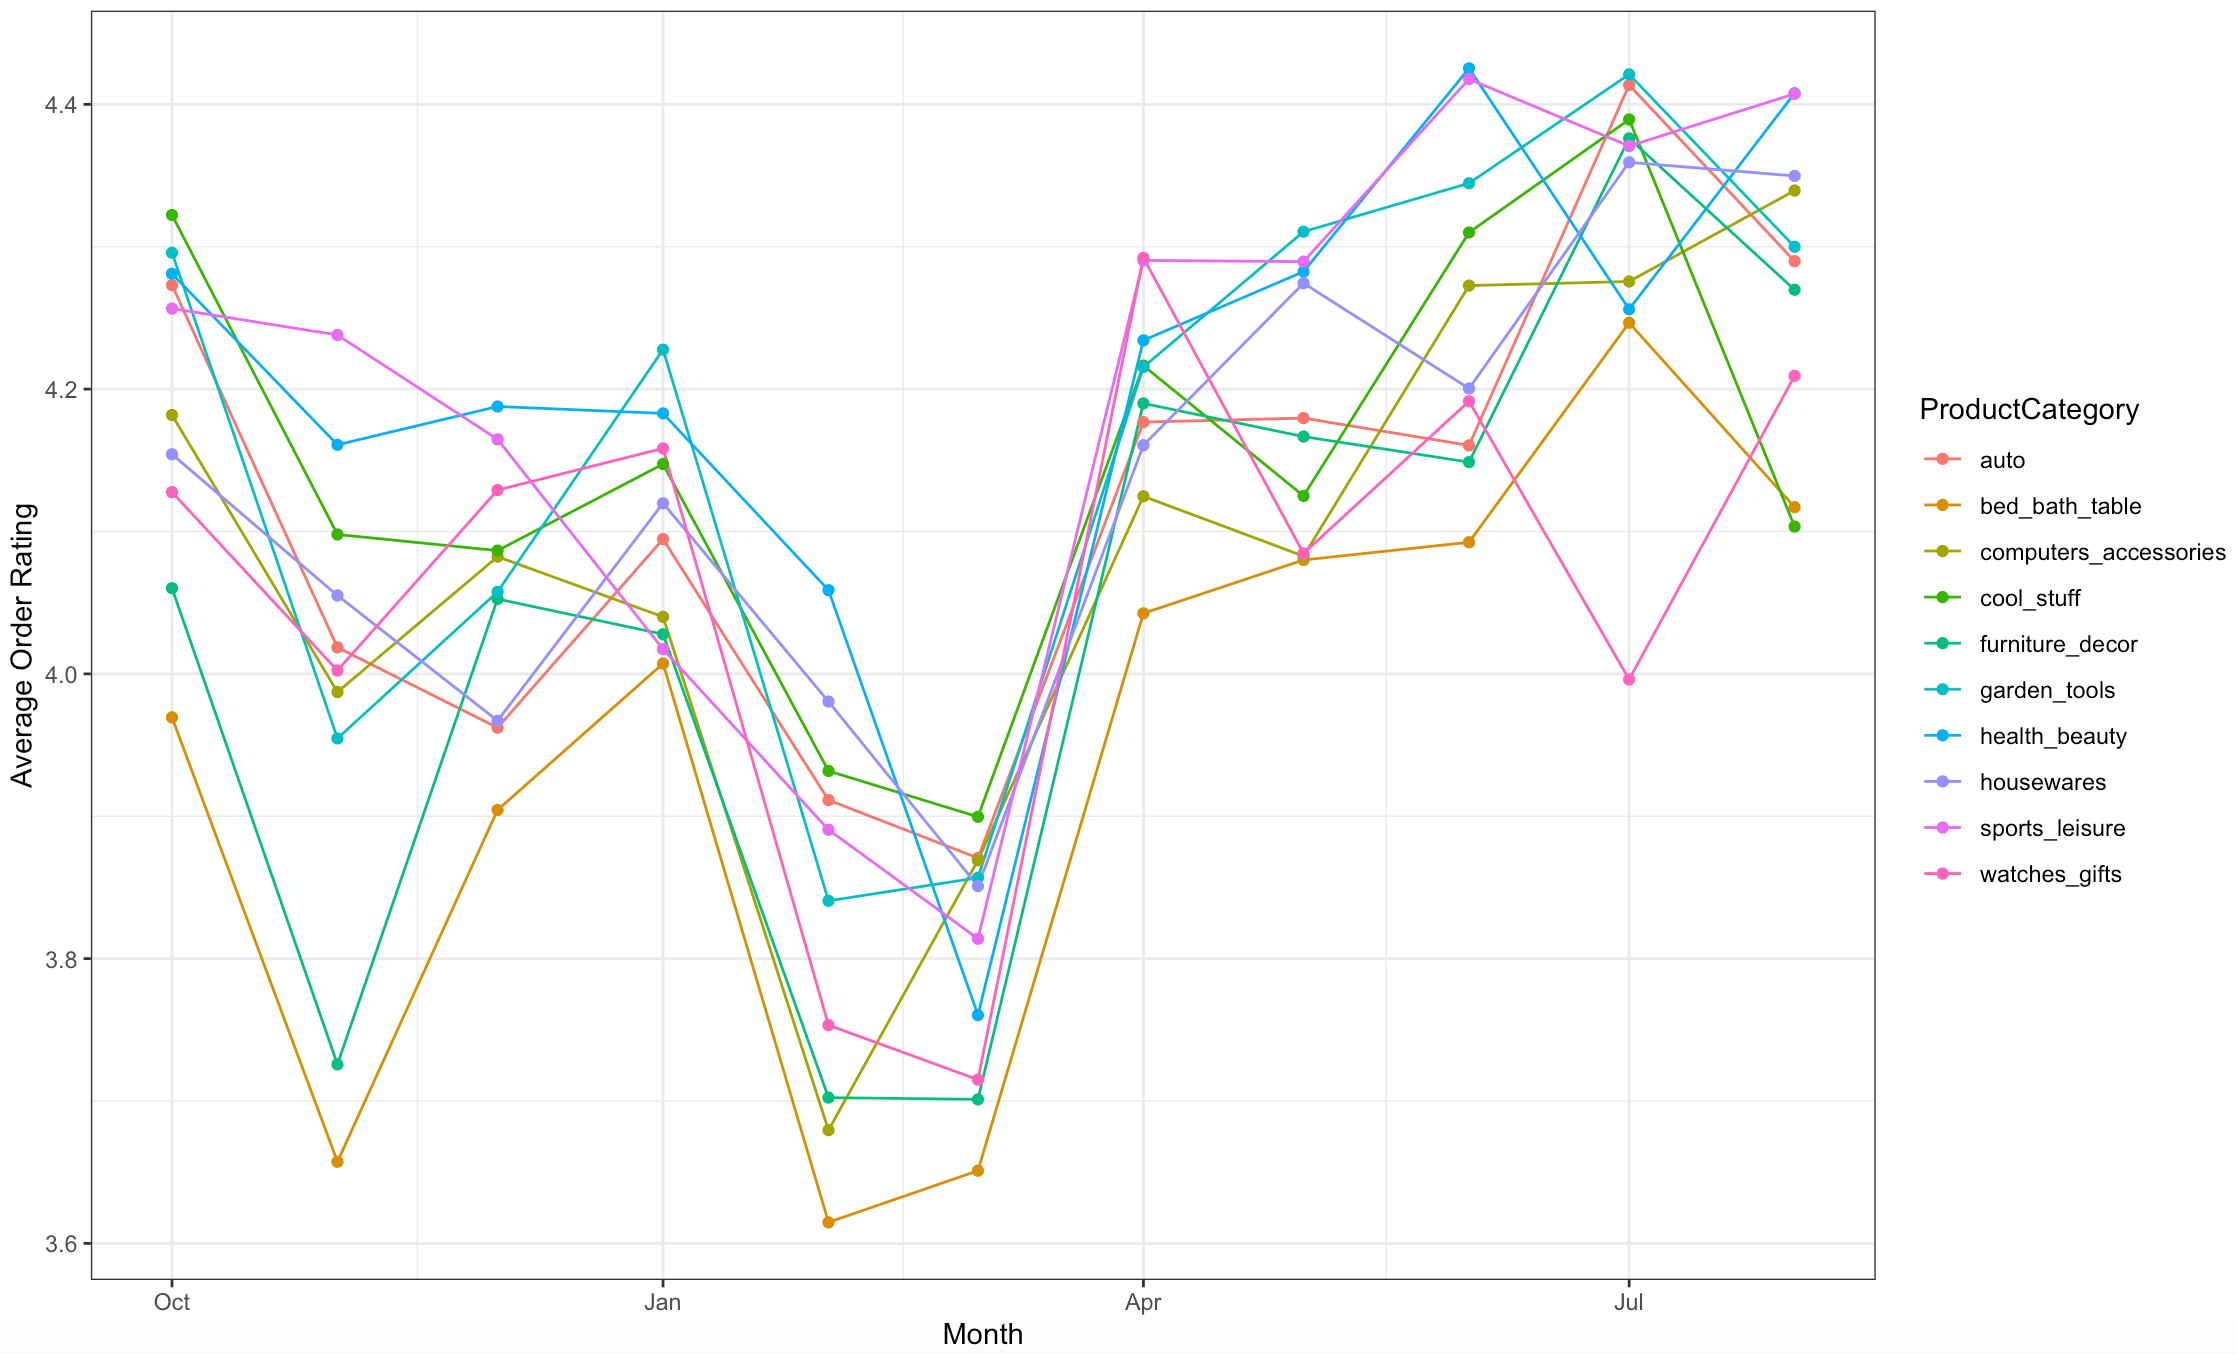 4.4
4.2
4.0
3.8
3.6
Average Order Rating
Oct
Jan
Apr
Jul
Month
ProductCategory
auto
bed_bath_table
computers_accessories
cool_stuff
furniture_decor
garden_tools
health_beauty
housewares
sports_leisure
watches_gifts